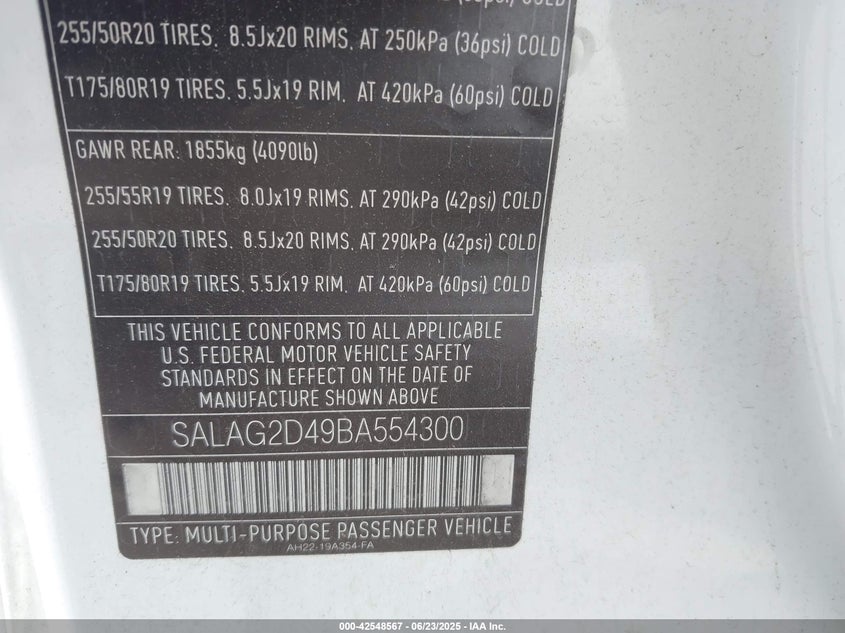 255/50R20 TIRES. 8.5Jx20 RIMS. AT 250kPa (36psi) COLD
T175/80R19 TIRES. 5.5Jx19 RIM. AT 420kPa (60psi) COLD
GAWR REAR: 1855kg (4090lb)
255/55R19 TIRES. 8.0Jx19 RIMS. AT 290kPa (42psi) COLD
255/50R20 TIRES. 8.5Jx20 RIMS. AT 290kPa (42psi) COLD
T175/80R19 TIRES. 5.5Jx19 RIM. AT 420kPa (60psi) COLD
THIS VEHICLE CONFORMS TO ALL APPLICABLE
U.S. FEDERAL MOTOR VEHICLE SAFETY
STANDARDS IN EFFECT ON THE DATE OF
MANUFACTURE SHOWN ABOVE
SALAG2D49BA554300
TYPE: MULTI-PURPOSE PASSENGER VEHICLE
AH22-19A354-FA
000-42548567 - 06/23/2025 - IAA Inc.